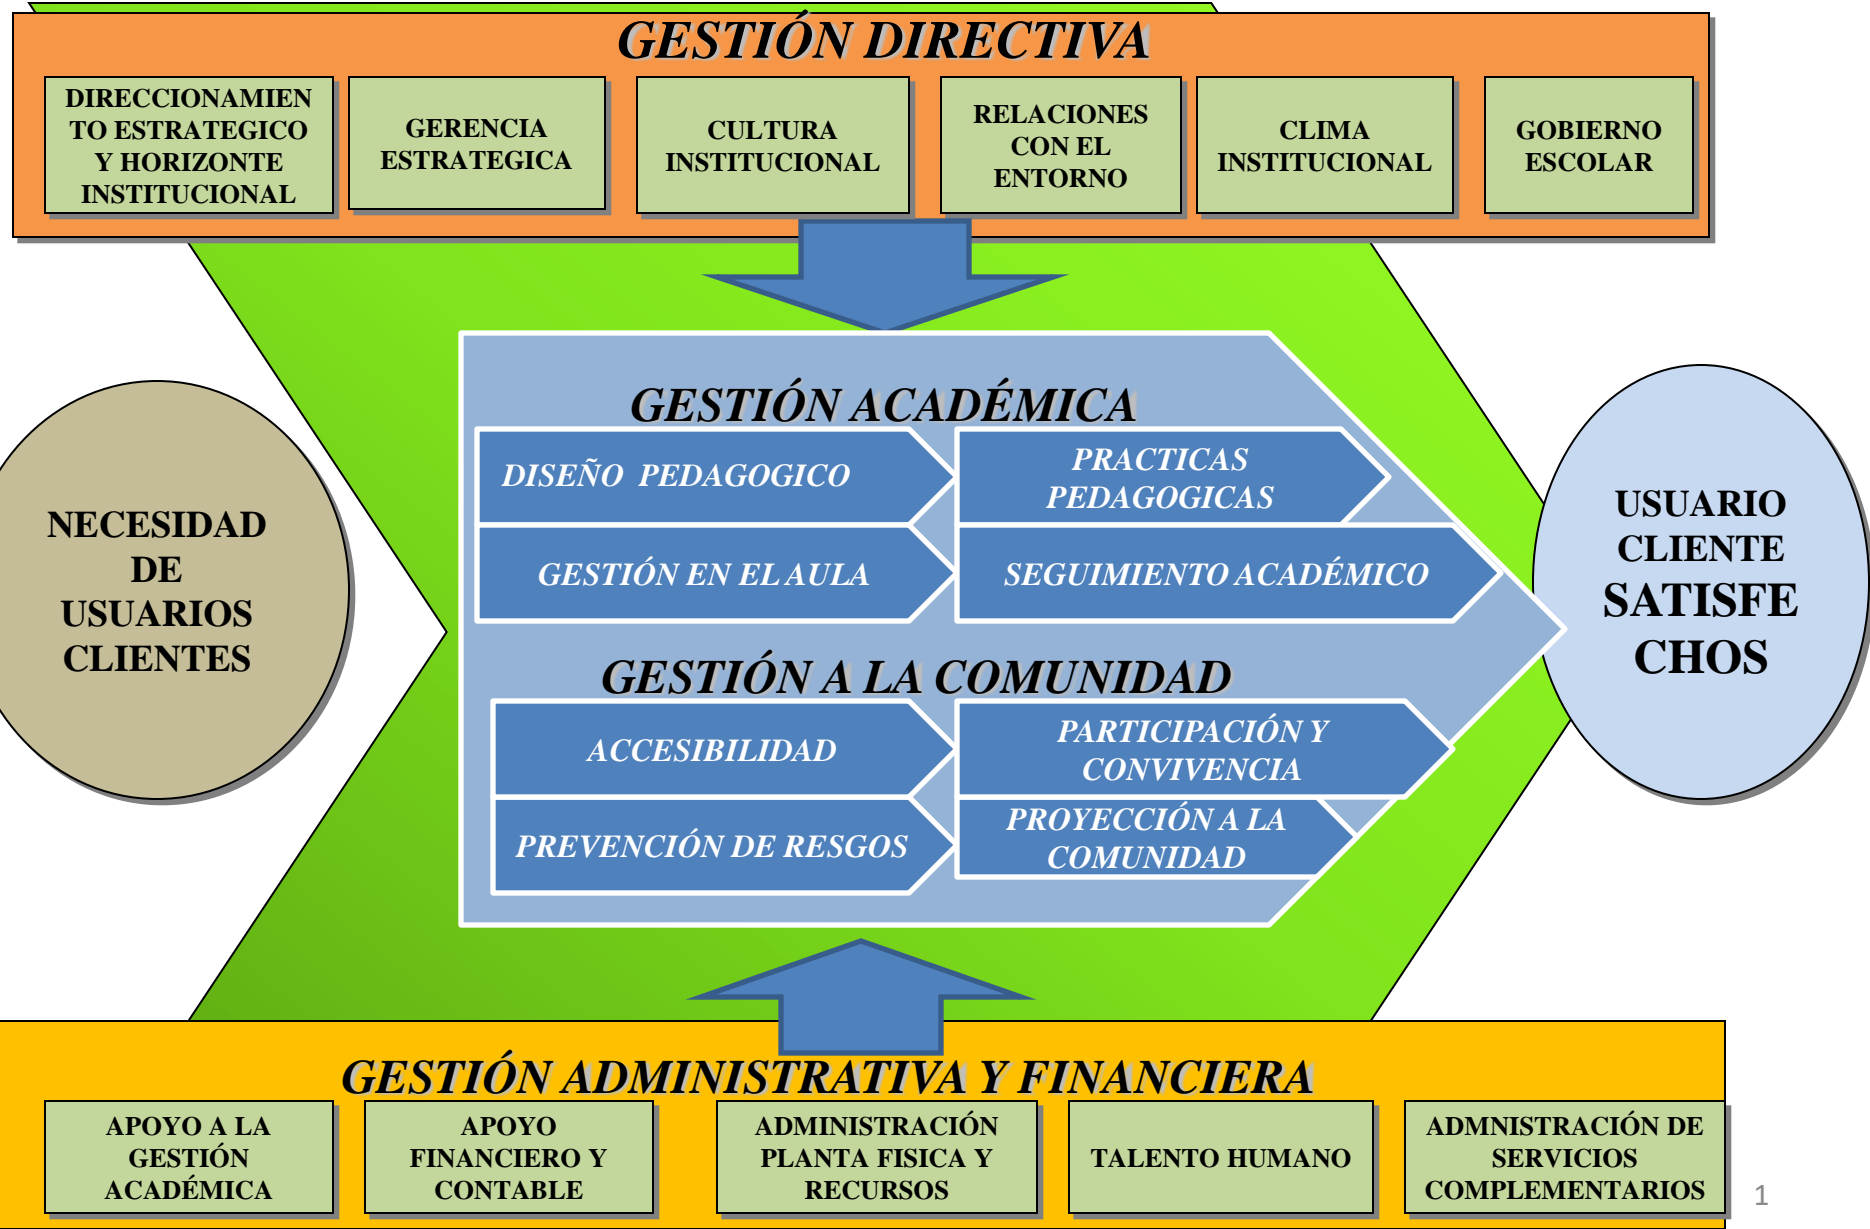 GESTIÓN DIRECTIVA
DIRECCIONAMIEN
TO ESTRATEGICO
Y HORIZONTE
INSTITUCIONAL
GERENCIA
ESTRATEGICA
CULTURA
INSTITUCIONAL
RELACIONES
CON EL
ENTORNO
CLIMA
INSTITUCIONAL
GOBIERNO
ESCOLAR
NECESIDAD
DE
USUARIOS
CLIENTES
GESTIÓN ACADÉMICA
DISEÑO PEDAGOGICO
PRACTICAS
PEDAGOGICAS
GESTIÓN EN EL AULA
SEGUIMIENTO ACADÉMICO
GESTIÓN A LA COMUNIDAD
ACCESIBILIDAD
PARTICIPACIÓN Y
CONVIVENCIA
PREVENCIÓN DE RESGOS
PROYECCIÓN A LA
COMUNIDAD
USUARIO
CLIENTE
SATISFE
CHOS
GESTIÓN ADMINISTRATIVA Y FINANCIERA
APOYO A LA
GESTIÓN
ACADÉMICA
APOYO
FINANCIERO Y
CONTABLE
ADMINISTRACIÓN
PLANTA FISICA Y
RECURSOS
TALENTO HUMANO
ADMNISTRACIÓN DE
SERVICIOS
COMPLEMENTARIOS
1